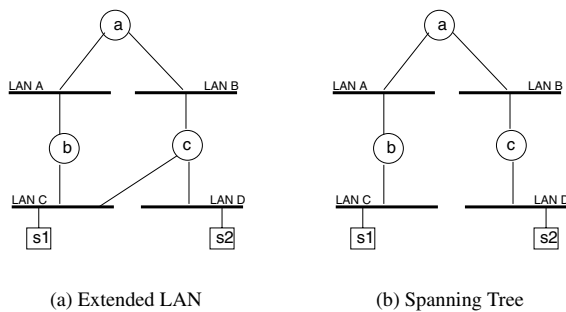 a
LAN A
LAN B
b
c
LAN C
LAN D
s1
s2
(a) Extended LAN
a
LAN A
LAN B
b
c
LAN C
LAN D
s1
s2
(b) Spanning Tree